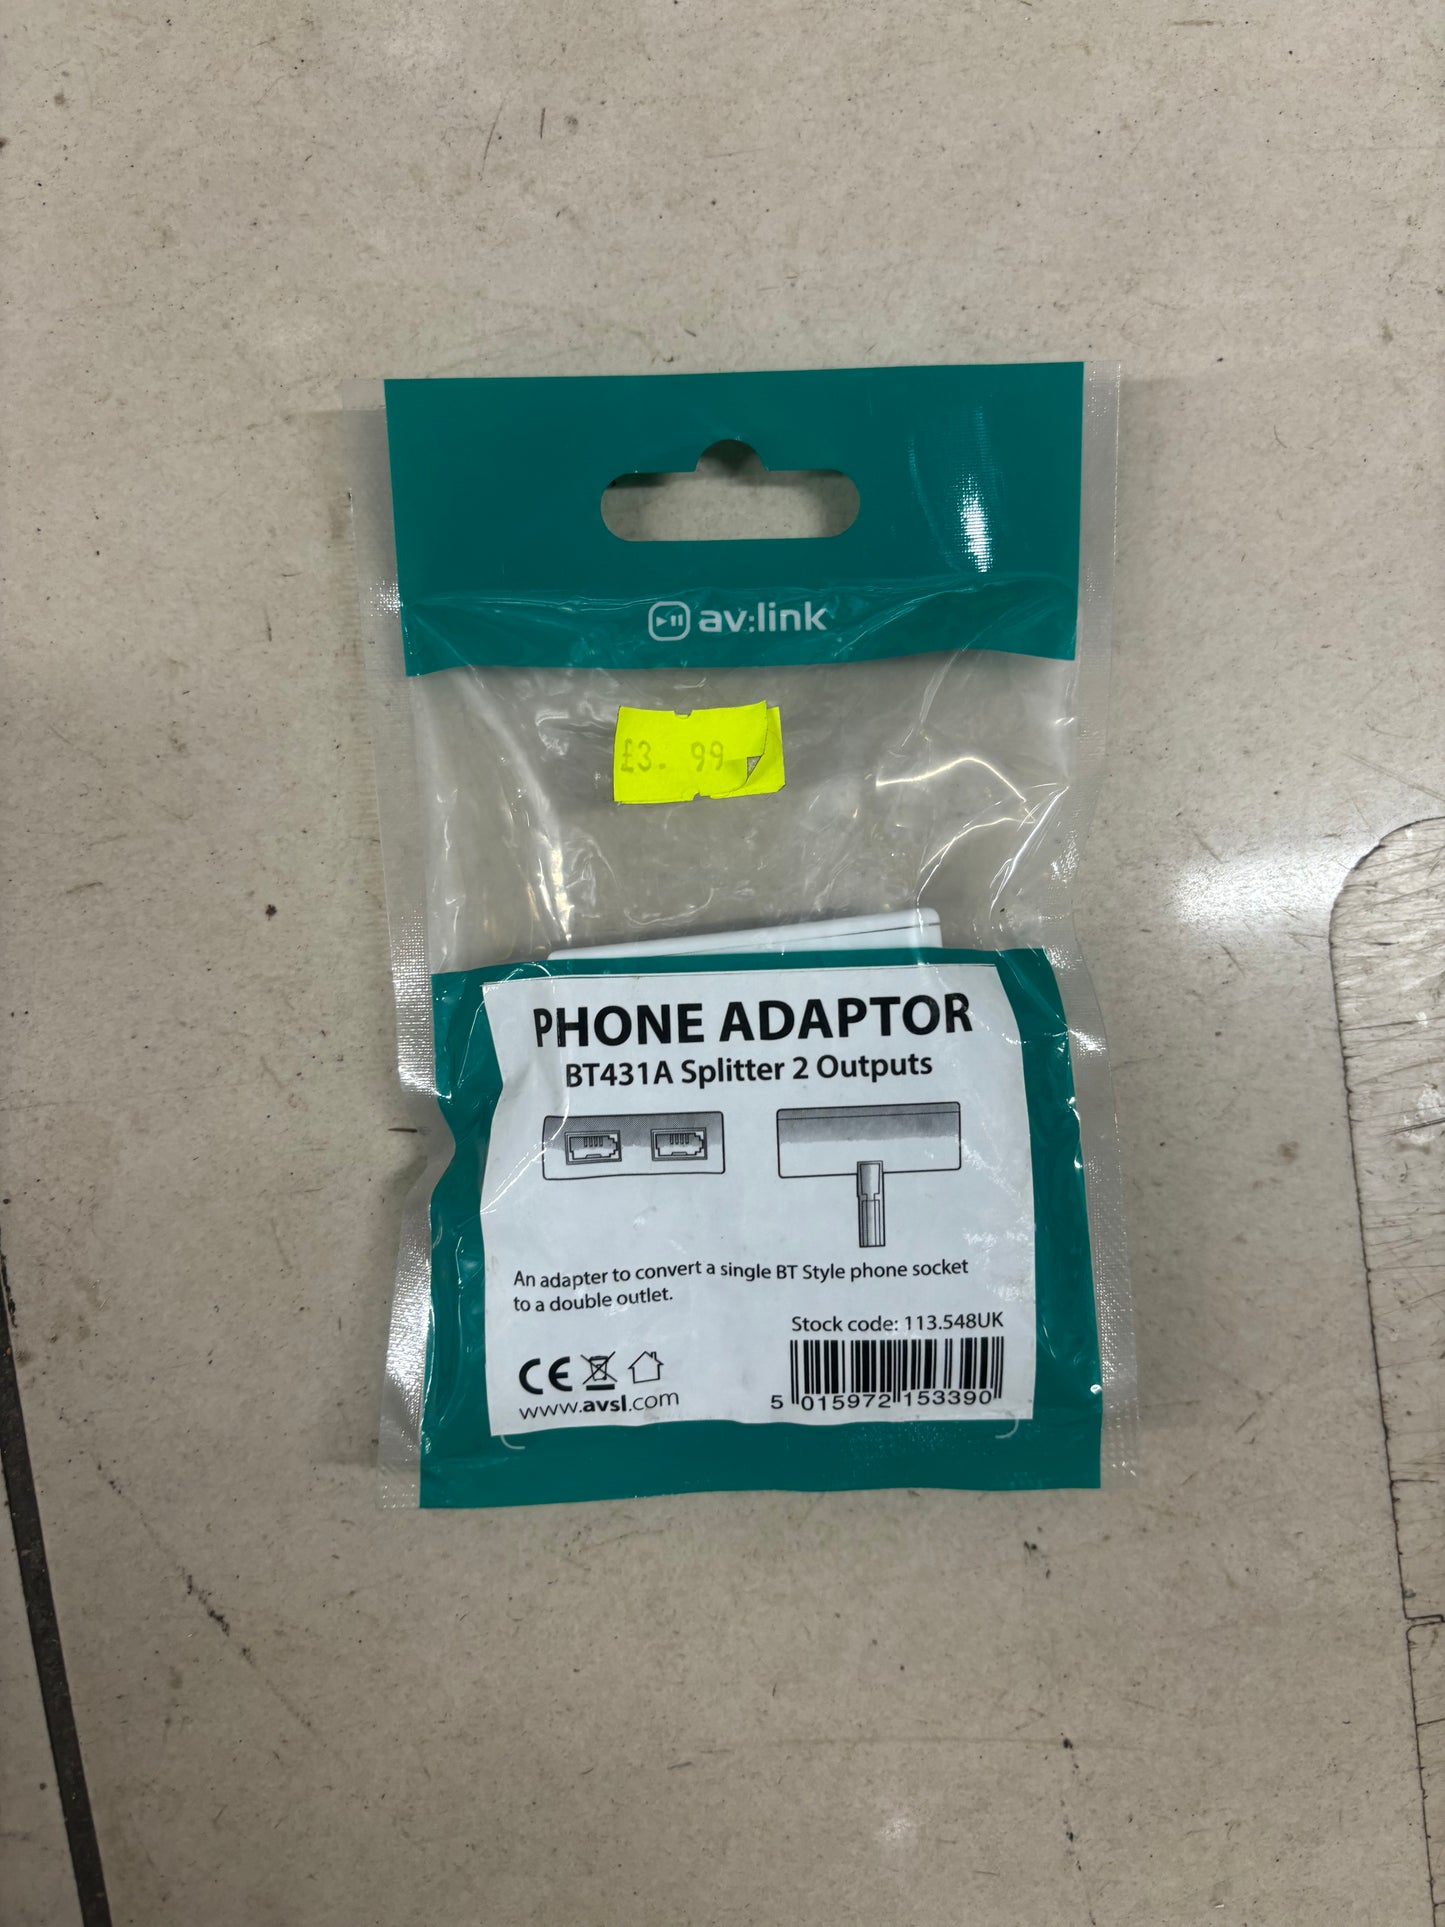 av:link
£3.99
PHONE ADAPTOR
BT431A Splitter 2 Outputs
An adapter to convert a single BT Style phone socket
to a double outlet.
Stock code: 113.548UK
CE
www.avsl.com
5 015972 153390